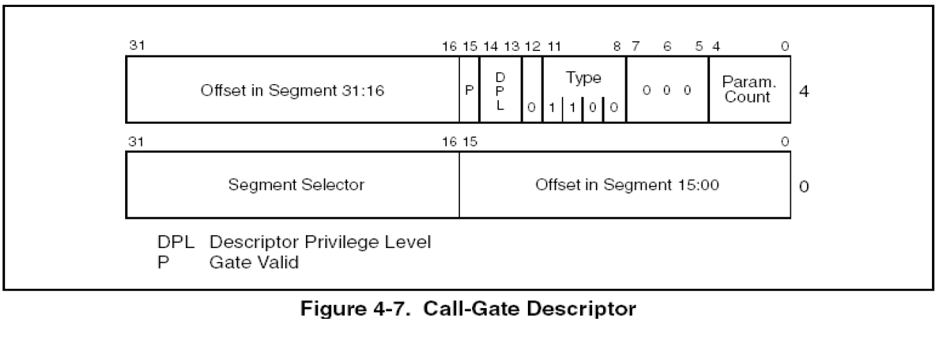 31 16 15 14 13 12 11 8 7 6 5 4 0
Offset in Segment 31:16 P D P L 0 Type 1 1 0 0 0 0 0 Param. Count 4
31 16 15 0
Segment Selector Offset in Segment 15:00 0
DPL Descriptor Privilege Level
P Gate Valid
Figure 4-7. Call-Gate Descriptor